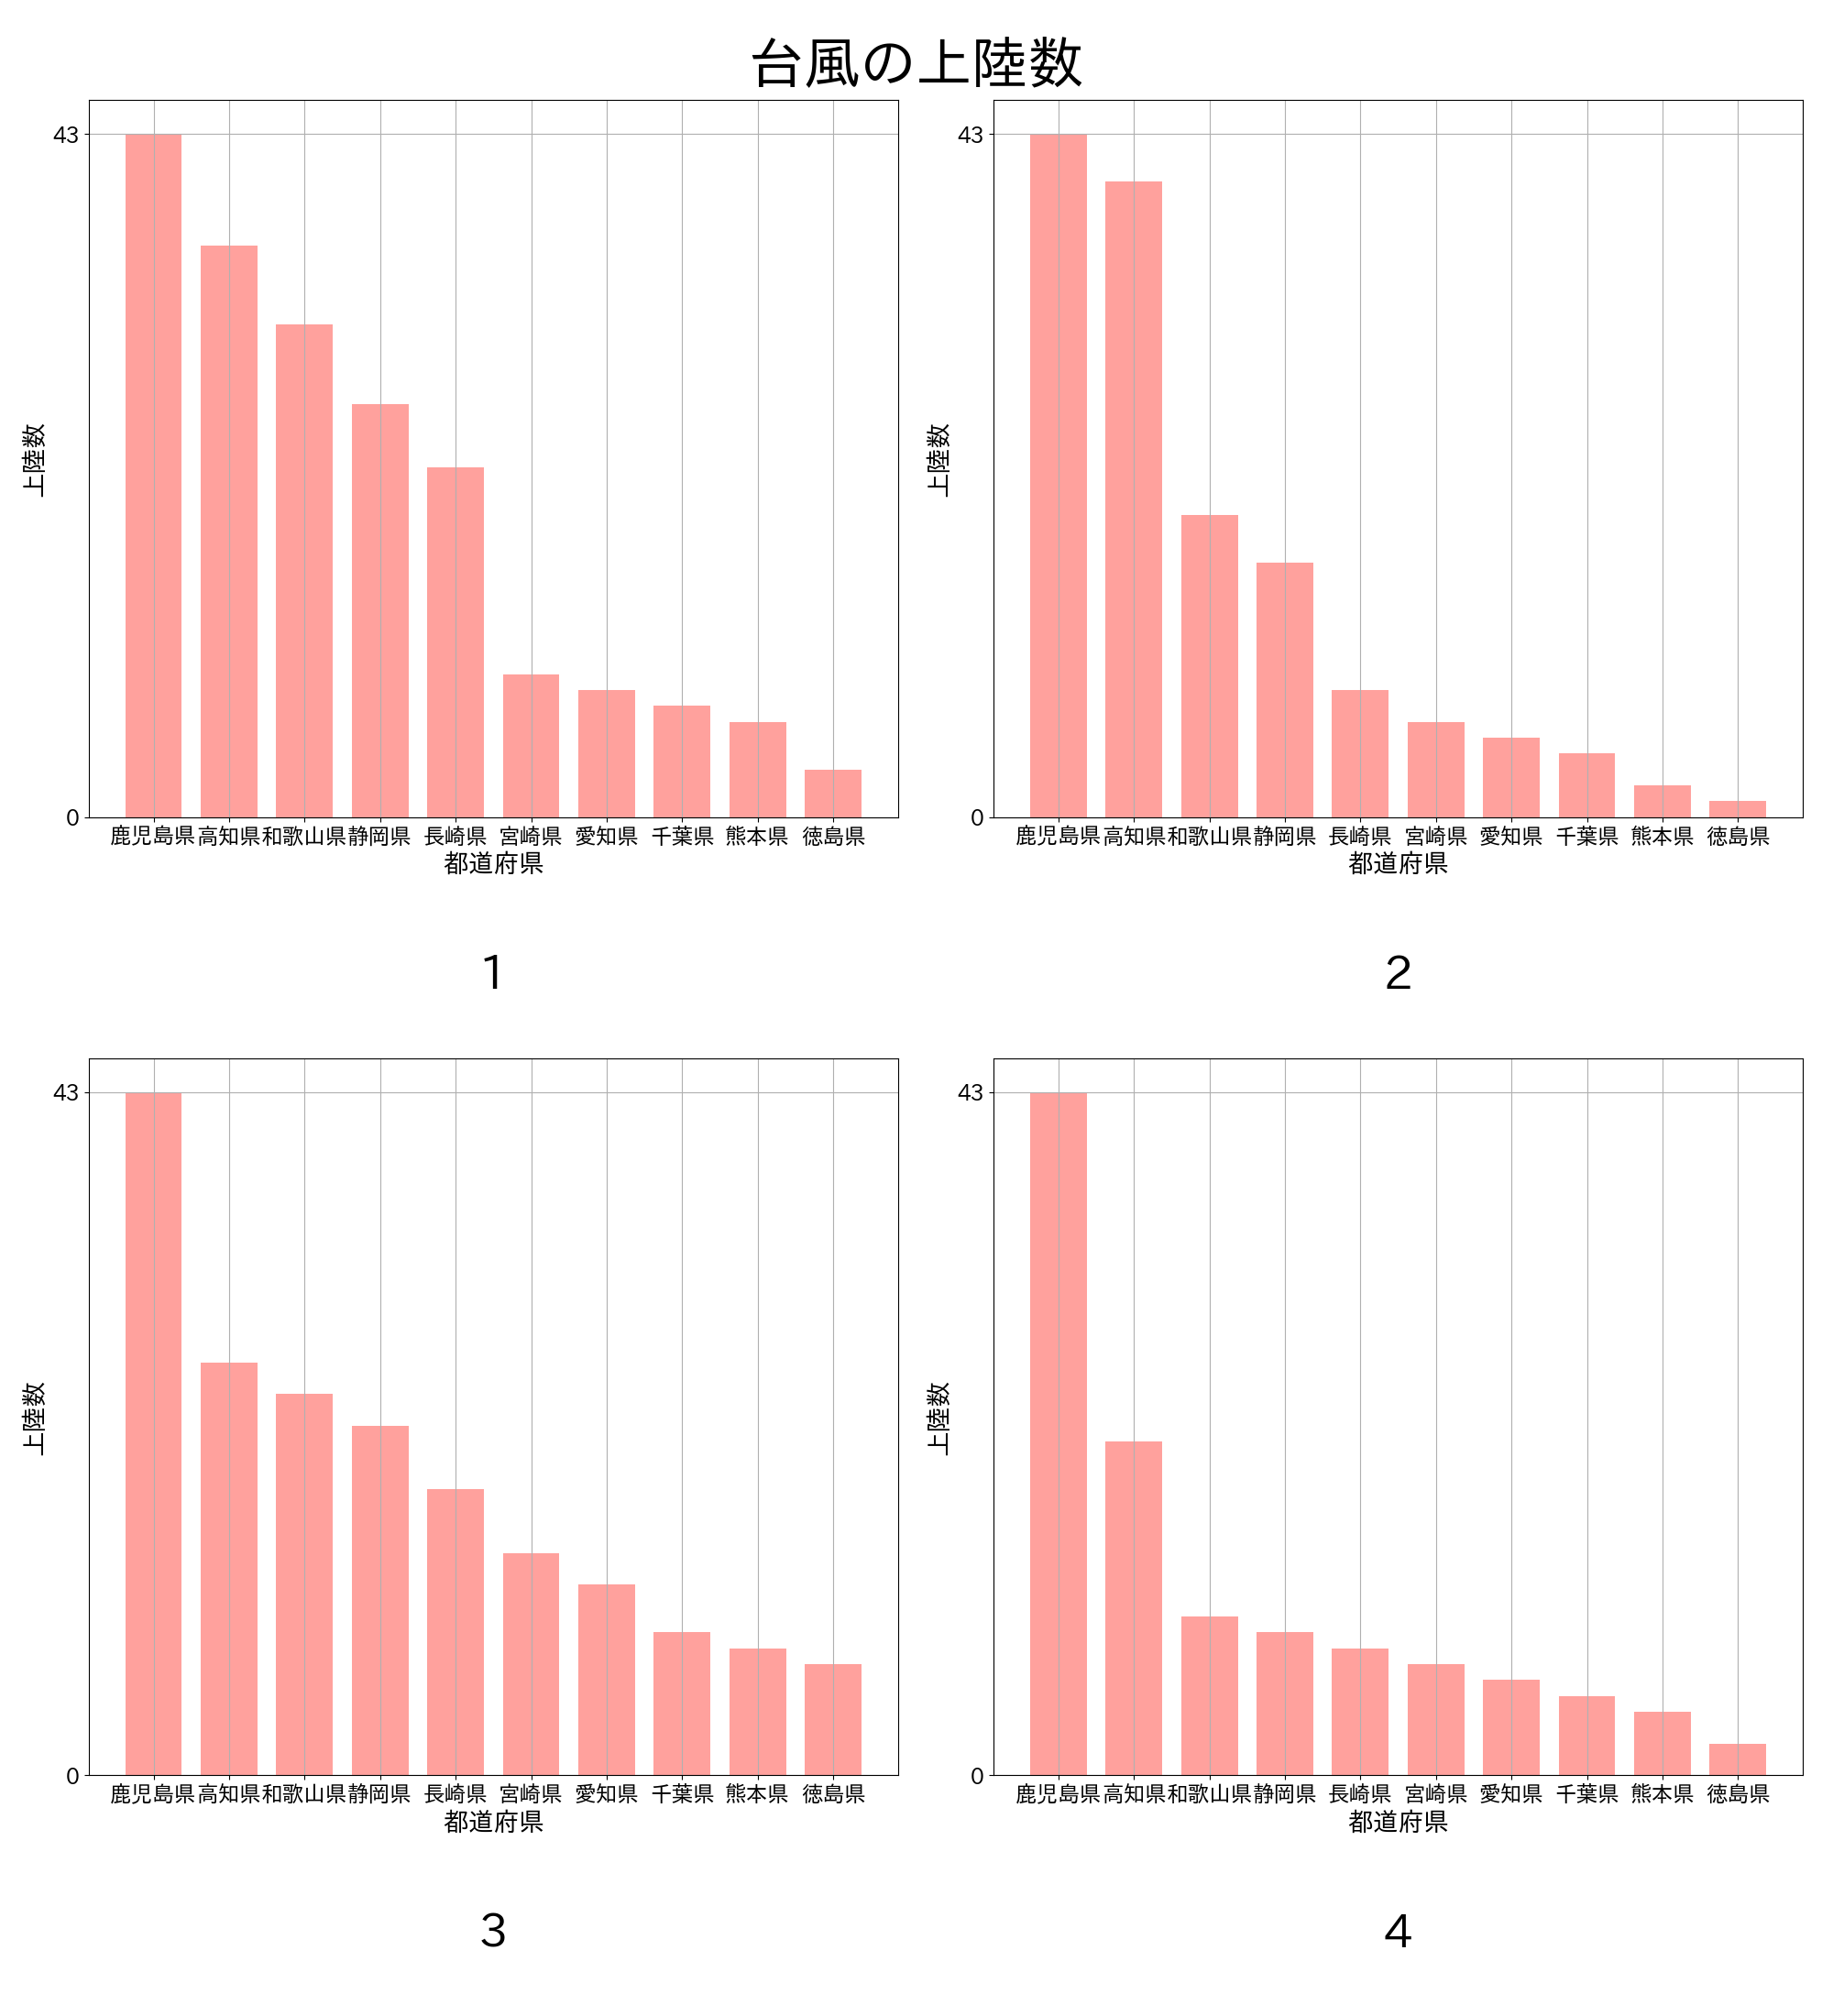 台風の上陸数
43
上陸数
0
鹿児島県 高知県 和歌山県 静岡県 長崎県 宮崎県 愛知県 千葉県 熊本県 徳島県
都道府県
1
43
上陸数
0
鹿児島県 高知県 和歌山県 静岡県 長崎県 宮崎県 愛知県 千葉県 熊本県 徳島県
都道府県
2
43
上陸数
0
鹿児島県 高知県 和歌山県 静岡県 長崎県 宮崎県 愛知県 千葉県 熊本県 徳島県
都道府県
3
43
上陸数
0
鹿児島県 高知県 和歌山県 静岡県 長崎県 宮崎県 愛知県 千葉県 熊本県 徳島県
都道府県
4